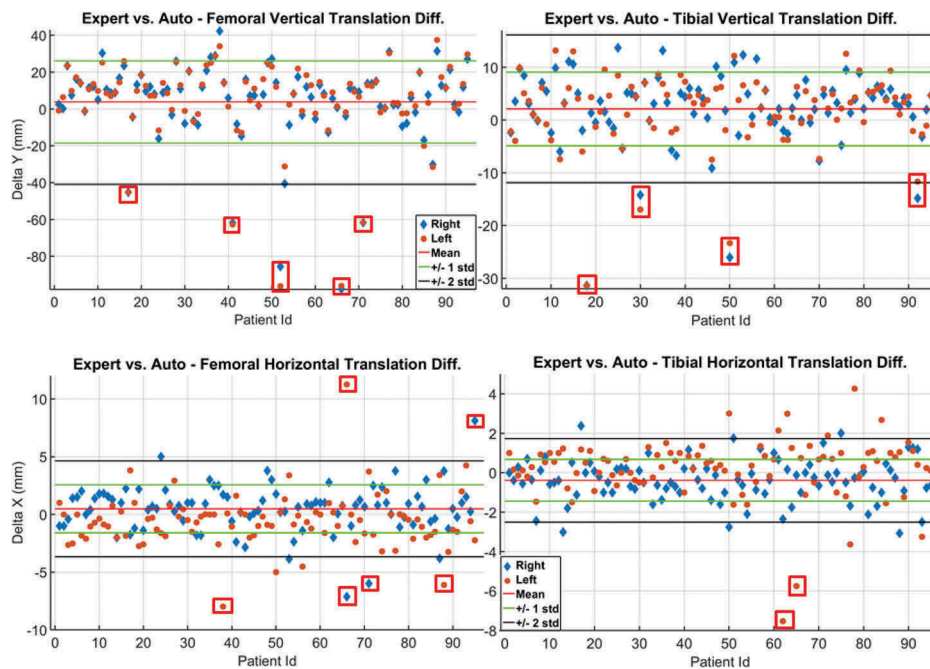 Expert vs. Auto - Femoral Vertical Translation Diff.
40
20
0
-20
-40
-60
-80
Delta Y (mm)
Right
Left
Mean
+/- 1 std
+/- 2 std
0 10 20 30 40 50 60 70 80 90
Patient Id
Expert vs. Auto - Tibial Vertical Translation Diff.
10
0
-10
-20
-30
0 10 20 30 40 50 60 70 80 90
Patient Id
Expert vs. Auto - Femoral Horizontal Translation Diff.
10
5
0
-5
-10
Delta X (mm)
0 10 20 30 40 50 60 70 80 90
Patient Id
Expert vs. Auto - Tibial Horizontal Translation Diff.
4
2
0
-2
-4
-6
-8
Right
Left
Mean
+/- 1 std
+/- 2 std
0 10 20 30 40 50 60 70 80 90
Patient Id